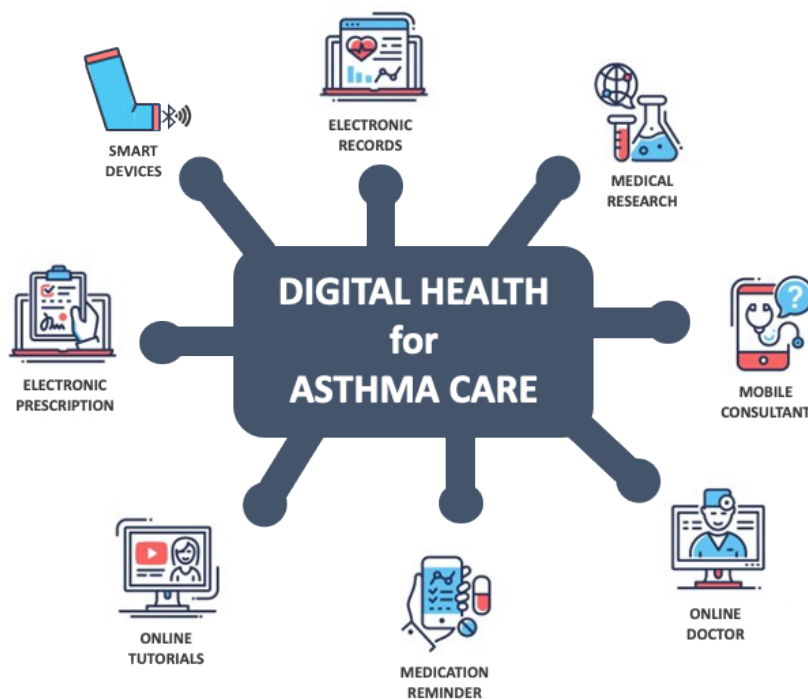 ELECTRONIC
RECORDS
SMART
DEVICES
MEDICAL
RESEARCH
DIGITAL HEALTH
for
ASTHMA CARE
ELECTRONIC
PRESCRIPTION
?
MOBILE
CONSULTANT
ONLINE
TUTORIALS
MEDICATION
REMINDER
ONLINE
DOCTOR